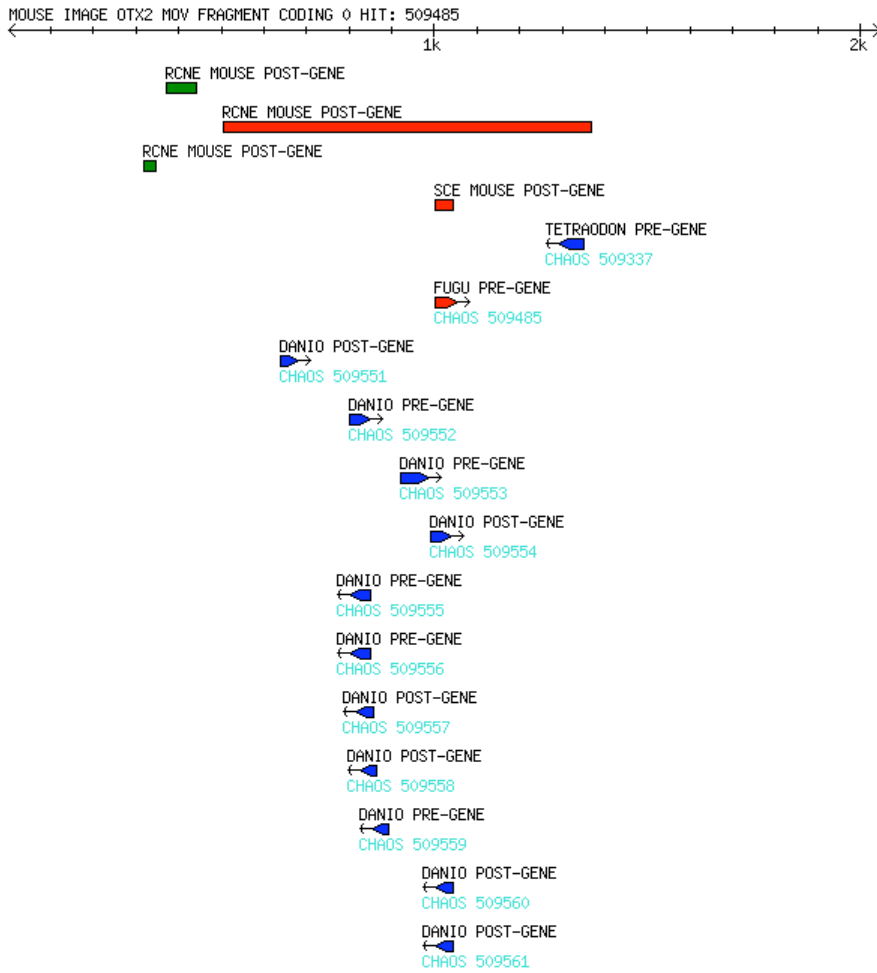 MOUSE IMAGE OTX2 MOV FRAGMENT CODING 0 HIT: 509485
1k
2k
RCNE MOUSE POST-GENE
RCNE MOUSE POST-GENE
RCNE MOUSE POST-GENE
SCE MOUSE POST-GENE
TETRAODON PRE-GENE
CHAOS 509337
FUGU PRE-GENE
CHAOS 509485
DANIO POST-GENE
CHAOS 509551
DANIO PRE-GENE
CHAOS 509552
DANIO PRE-GENE
CHAOS 509553
DANIO POST-GENE
CHAOS 509554
DANIO PRE-GENE
CHAOS 509555
DANIO PRE-GENE
CHAOS 509556
DANIO POST-GENE
CHAOS 509557
DANIO POST-GENE
CHAOS 509558
DANIO PRE-GENE
CHAOS 509559
DANIO POST-GENE
CHAOS 509560
DANIO POST-GENE
CHAOS 509561